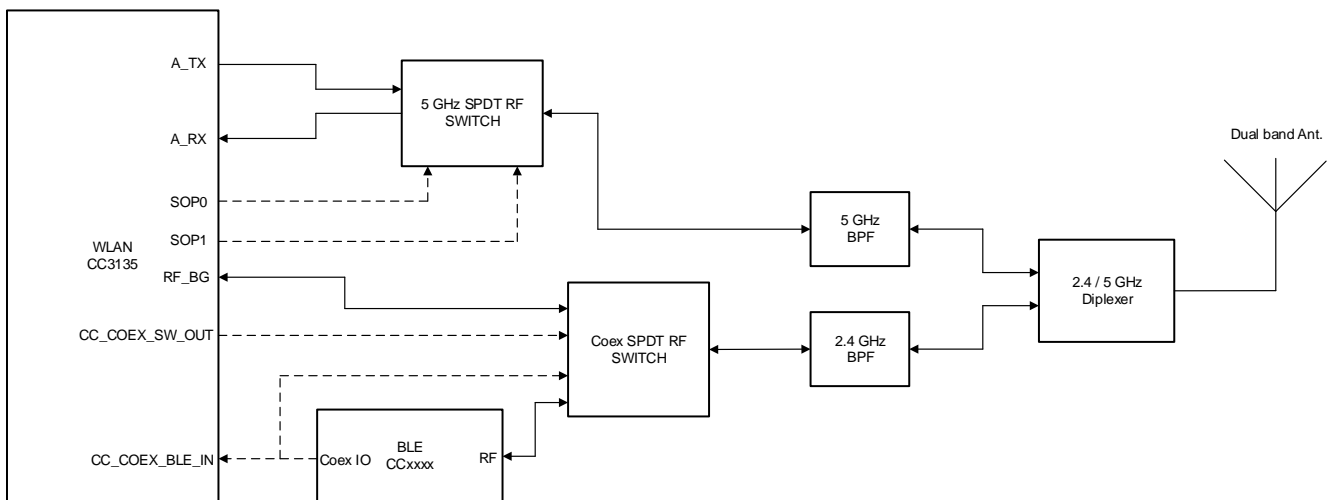 A_TX
A_RX
SOP0
SOP1
WLAN
CC3135
RF_BG
CC_COEX_SW_OUT
CC_COEX_BLE_IN
5 GHz SPDT RF
SWITCH
Coex SPDT RF
SWITCH
Coex IO
BLE
CCxxxx
RF
5 GHz
BPF
2.4 GHz
BPF
2.4 / 5 GHz
Diplexer
Dual band Ant.